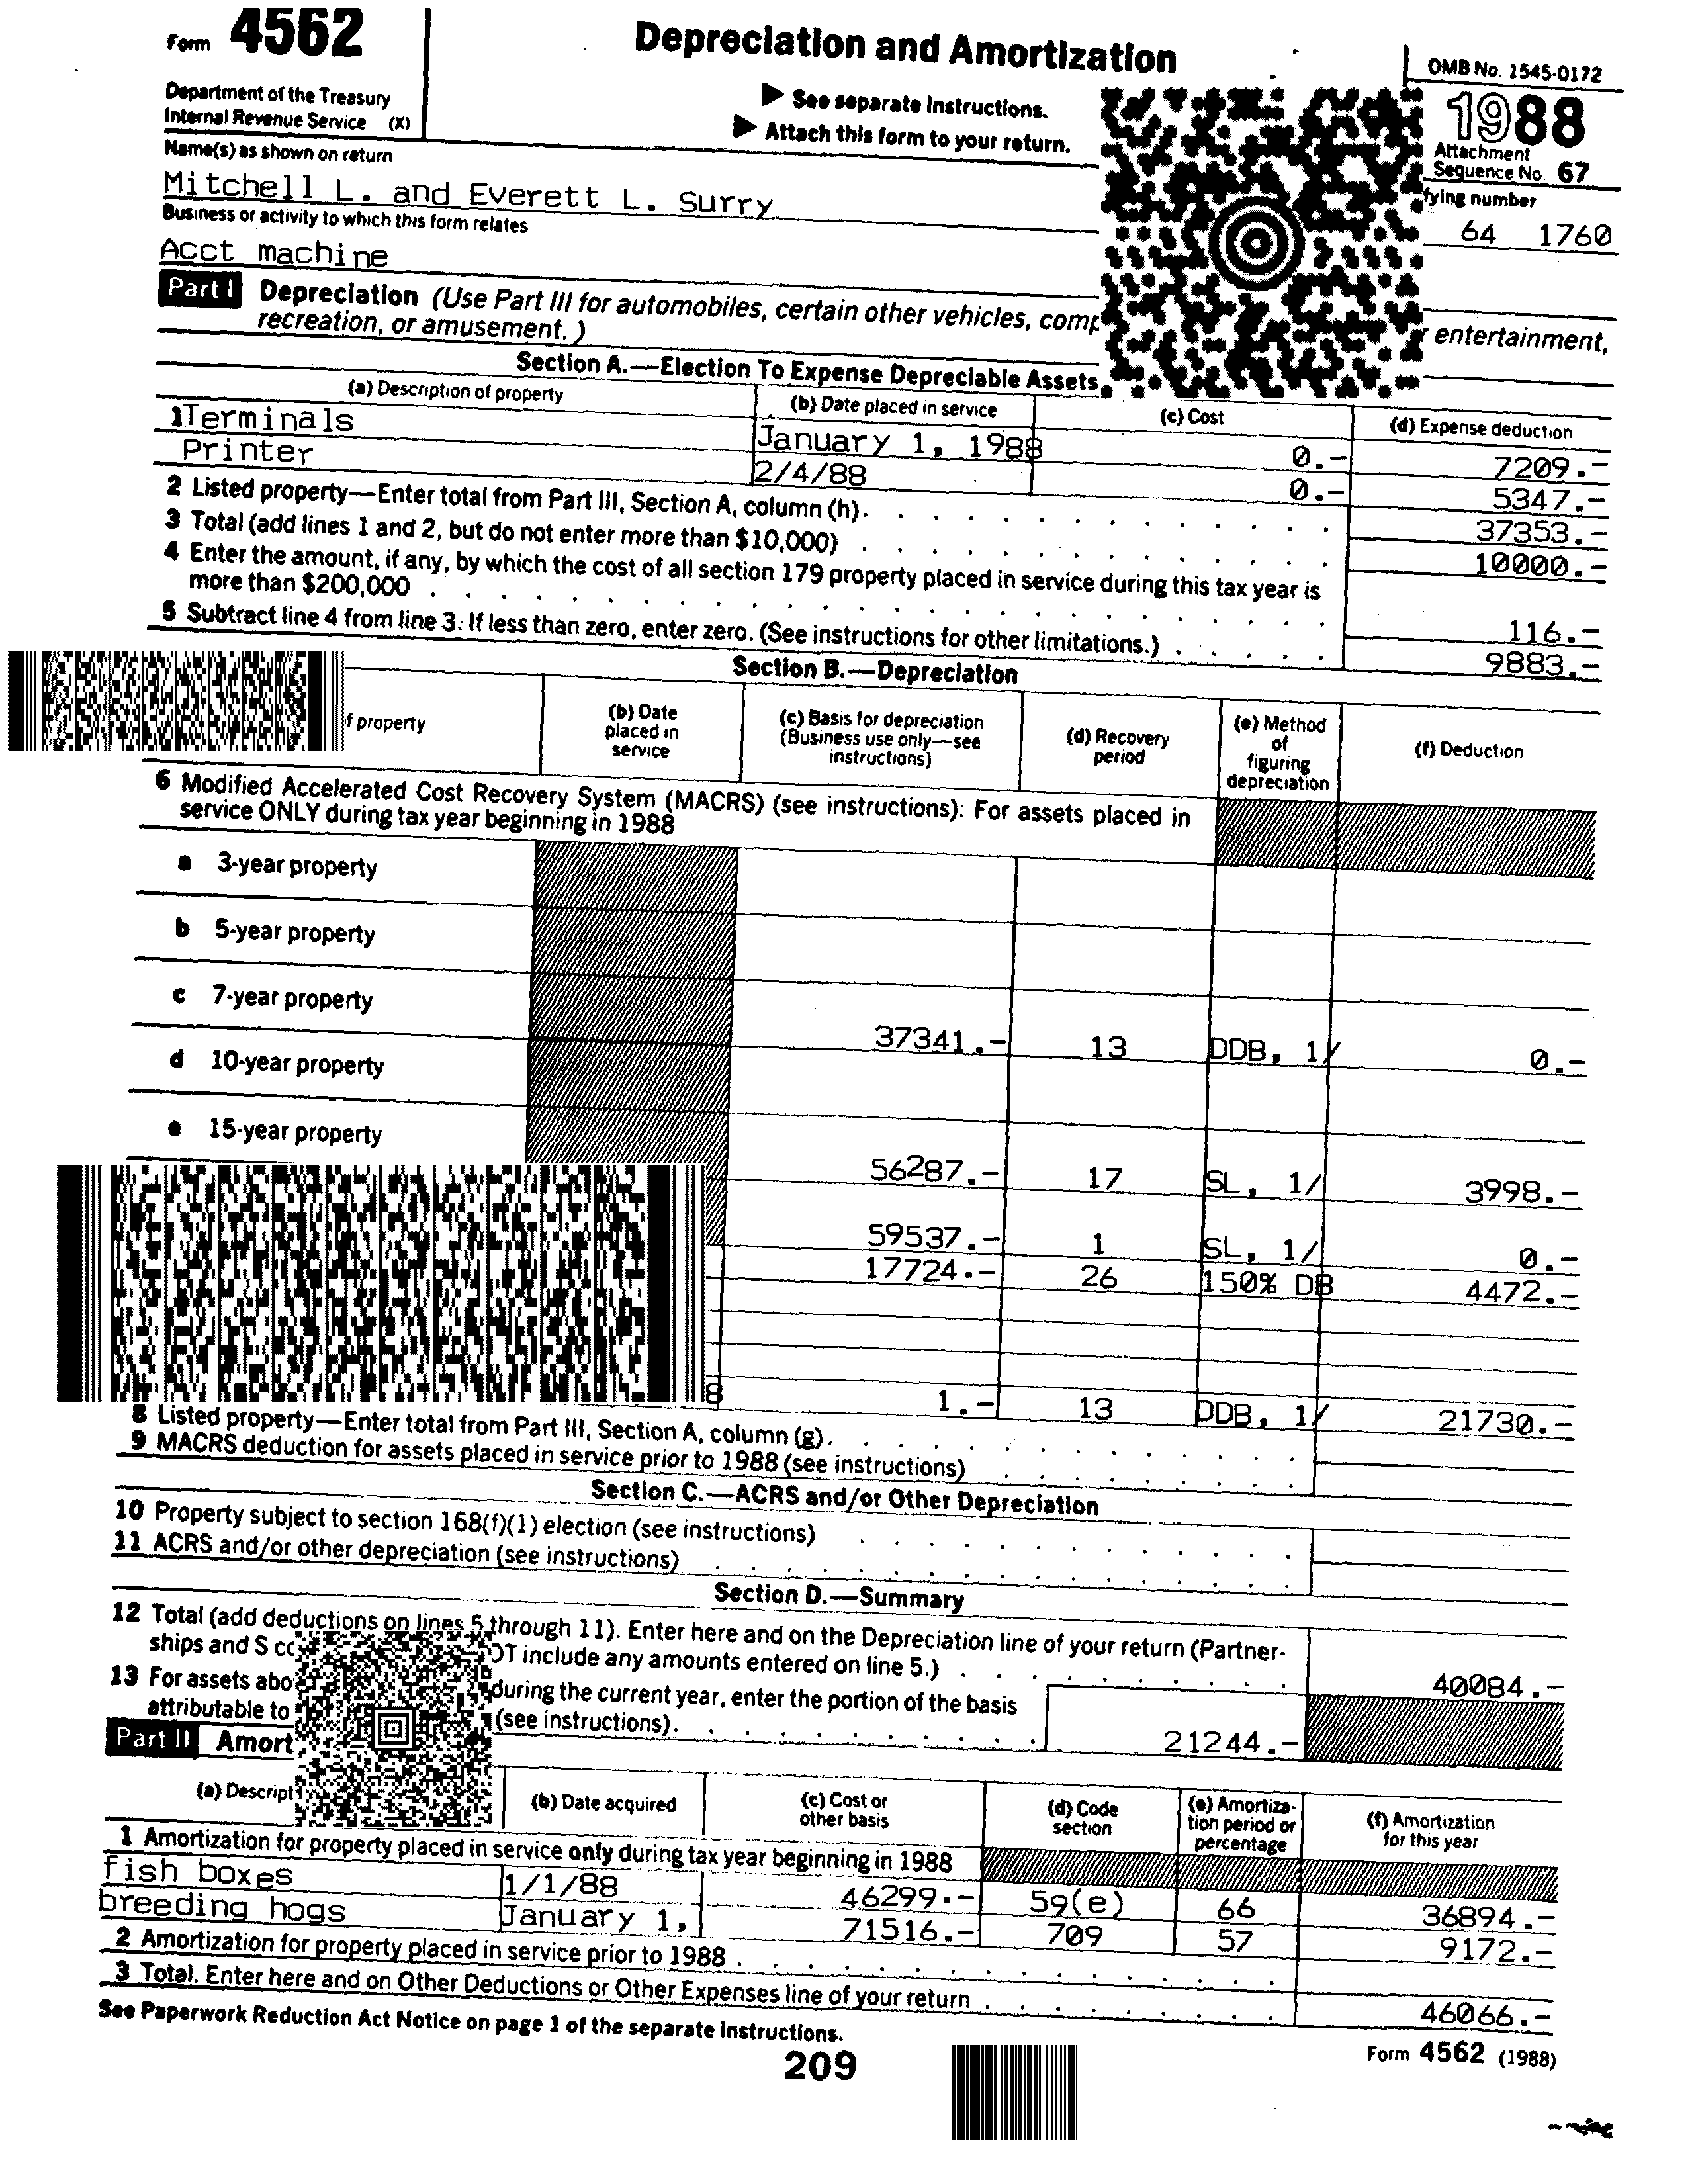 Form 4562
Depreciation and Amortization
OMB No. 1545-0172
Department of the Treasury
Internal Revenue Service (X)
▶ See separate instructions.
▶ Attach this form to your return.
1988
Attachment
Sequence No. 67
Name(s) as shown on return
ying number
Mitchell L. and Everett L. Surry
64 1760
Business or activity to which this form relates
Acct machine
Part I Depreciation (Use Part III for automobiles, certain other vehicles, entertainment,
recreation, or amusement.)
Section A.—Election To Expense Depreciable Assets
(a) Description of property (b) Date placed in service (c) Cost (d) Expense deduction
1 Terminals January 1, 1988 0.- 7209.-
Printer 2/4/88 0.- 5347.-
2 Listed property—Enter total from Part III, Section A, column (h). 37353.-
3 Total (add lines 1 and 2, but do not enter more than $10,000) 10000.-
4 Enter the amount, if any, by which the cost of all section 179 property placed in service during this tax year is
more than $200,000 116.-
5 Subtract line 4 from line 3. If less than zero, enter zero. (See instructions for other limitations.) 9883.-
Section B.—Depreciation
property (b) Date placed in service (c) Basis for depreciation (Business use only—see instructions) (d) Recovery period (e) Method of figuring depreciation (f) Deduction
6 Modified Accelerated Cost Recovery System (MACRS) (see instructions): For assets placed in
service ONLY during tax year beginning in 1988
a 3-year property
b 5-year property
c 7-year property
37341.- 13 DDB, 1/ 0.-
d 10-year property
e 15-year property
56287.- 17 SL, 1/ 3998.-
59537.- 1 SL, 1/ 0.-
17724.- 26 150% DB 4472.-
8 1.- 13 DDB, 1/ 21730.-
8 Listed property—Enter total from Part III, Section A, column (g).
9 MACRS deduction for assets placed in service prior to 1988 (see instructions)
Section C.—ACRS and/or Other Depreciation
10 Property subject to section 168(f)(1) election (see instructions)
11 ACRS and/or other depreciation (see instructions)
Section D.—Summary
12 Total (add deductions on lines 5 through 11). Enter here and on the Depreciation line of your return (Partner-
ships and S include any amounts entered on line 5.) 40084.-
13 For assets during the current year, enter the portion of the basis
attributable to (see instructions). 21244.-
Part II Amort
(a) Descript (b) Date acquired (c) Cost or other basis (d) Code section (e) Amortiza-tion period or percentage (f) Amortization for this year
1 Amortization for property placed in service only during tax year beginning in 1988
fish boxes 1/1/88 46299.- 59(e) 66 36894.-
breeding hogs January 1, 71516.- 709 57 9172.-
2 Amortization for property placed in service prior to 1988
3 Total. Enter here and on Other Deductions or Other Expenses line of your return 46066.-
See Paperwork Reduction Act Notice on page 1 of the separate instructions.
Form 4562 (1988)
209